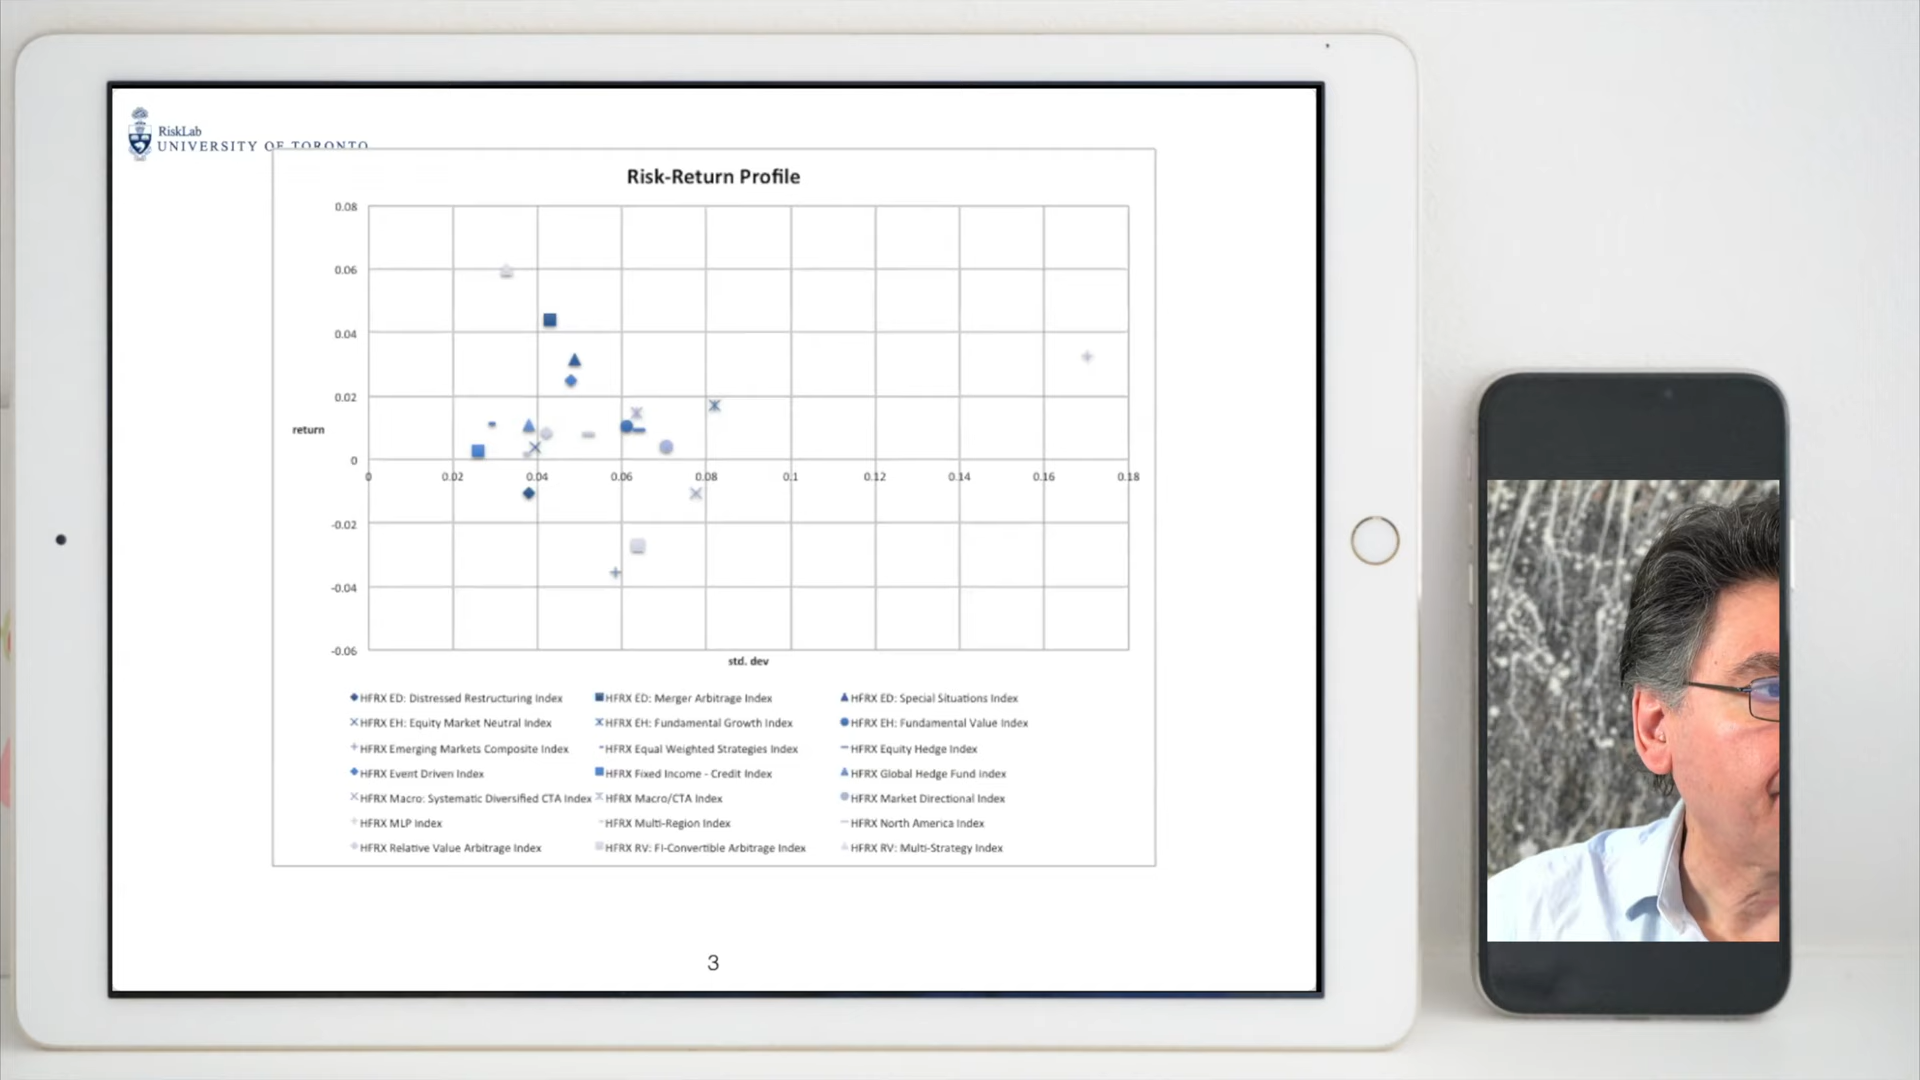 RiskLab
UNIVERSITY OF TORONTO
Risk-Return Profile
0.08
0.06
0.04
0.02
return
0
0 0.02 0.04 0.06 0.08 0.1 0.12 0.14 0.16 0.18
-0.02
-0.04
-0.06
std. dev
HFRX ED: Distressed Restructuring Index HFRX ED: Merger Arbitrage Index HFRX ED: Special Situations Index
HFRX EH: Equity Market Neutral Index HFRX EH: Fundamental Growth Index HFRX EH: Fundamental Value Index
HFRX Emerging Markets Composite Index HFRX Equal Weighted Strategies Index HFRX Equity Hedge Index
HFRX Event Driven Index HFRX Fixed Income - Credit Index HFRX Global Hedge Fund Index
HFRX Macro: Systematic Diversified CTA Index HFRX Macro/CTA Index HFRX Market Directional Index
HFRX MLP Index HFRX Multi-Region Index HFRX North America Index
HFRX Relative Value Arbitrage Index HFRX RV: FI-Convertible Arbitrage Index HFRX RV: Multi-Strategy Index
3